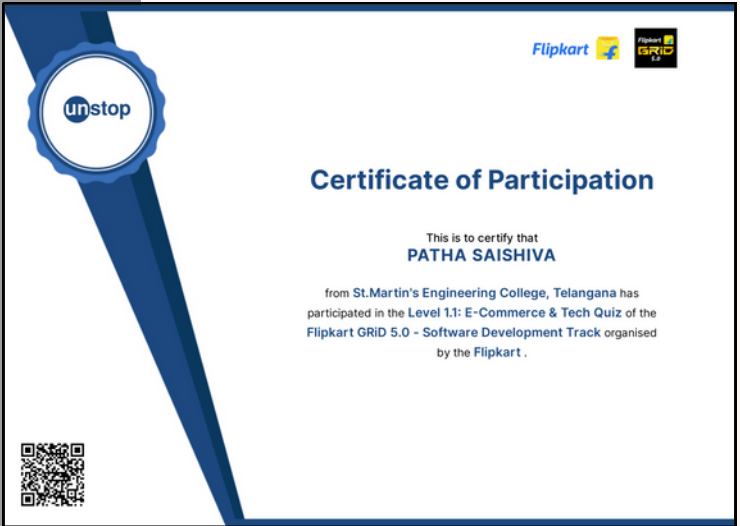 Flipkart
Flipkart
GRiD
5.0
unstop
Certificate of Participation
This is to certify that
PATHA SAISHIVA
from St.Martin's Engineering College, Telangana has
participated in the Level 1.1: E-Commerce & Tech Quiz of the
Flipkart GRiD 5.0 - Software Development Track organised
by the Flipkart .